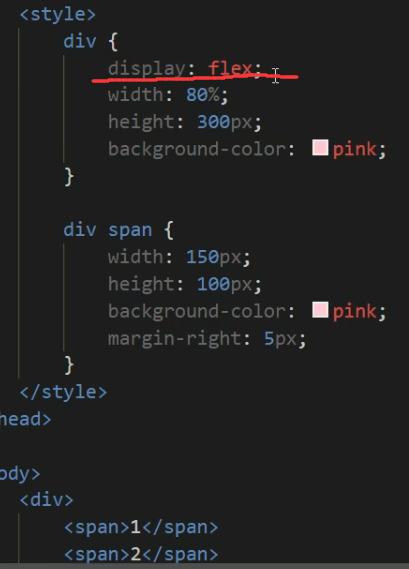 <style>
div {
display: flex;
width: 80%;
height: 300px;
background-color: pink;
}
div span {
width: 150px;
height: 100px;
background-color: pink;
margin-right: 5px;
}
</style>
head>
ody>
<div>
<span>1</span>
<span>2</span>